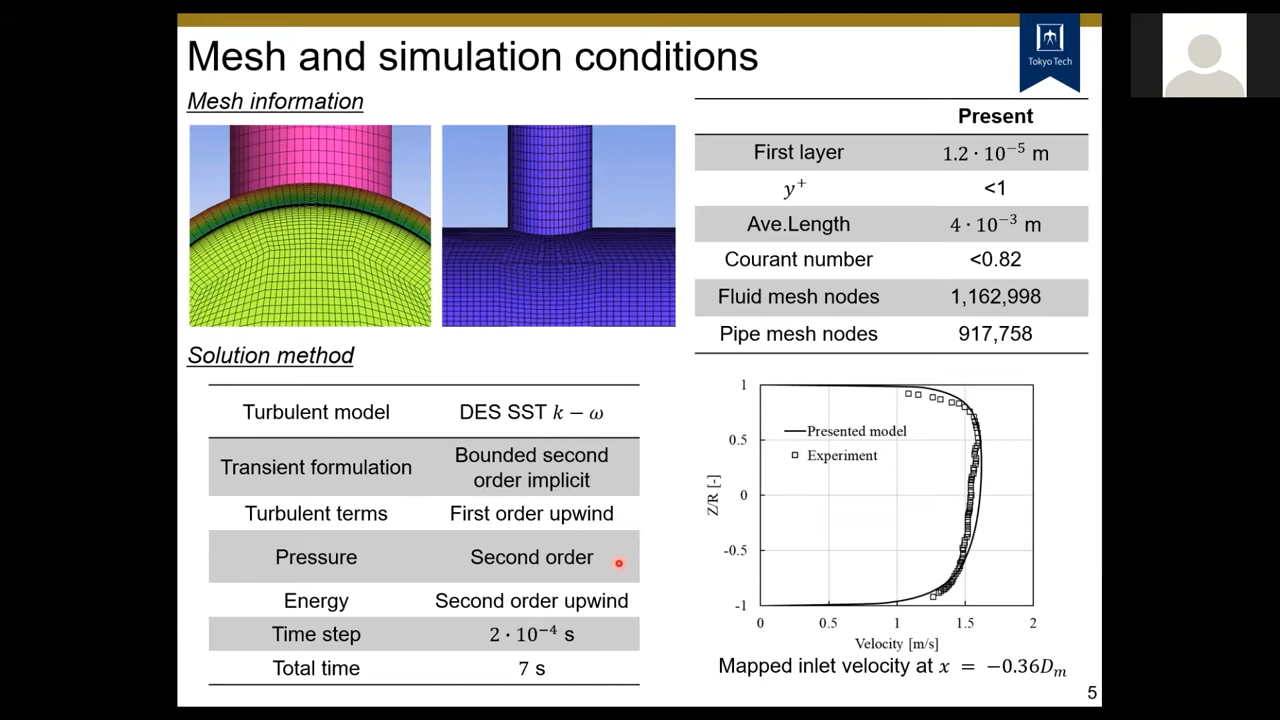 Mesh and simulation conditions
Tokyo Tech
Mesh information
Present
First layer 1.2 · 10⁻⁵ m
y⁺ <1
Ave.Length 4 · 10⁻³ m
Courant number <0.82
Fluid mesh nodes 1,162,998
Pipe mesh nodes 917,758
Solution method
Turbulent model DES SST k − ω
Transient formulation Bounded second
order implicit
Turbulent terms First order upwind
Pressure Second order
Energy Second order upwind
Time step 2 · 10⁻⁴ s
Total time 7 s
1
0.5
0
-0.5
-1
Z/R [-]
Presented model
Experiment
0 0.5 1 1.5 2
Velocity [m/s]
Mapped inlet velocity at x = −0.36Dₘ
5